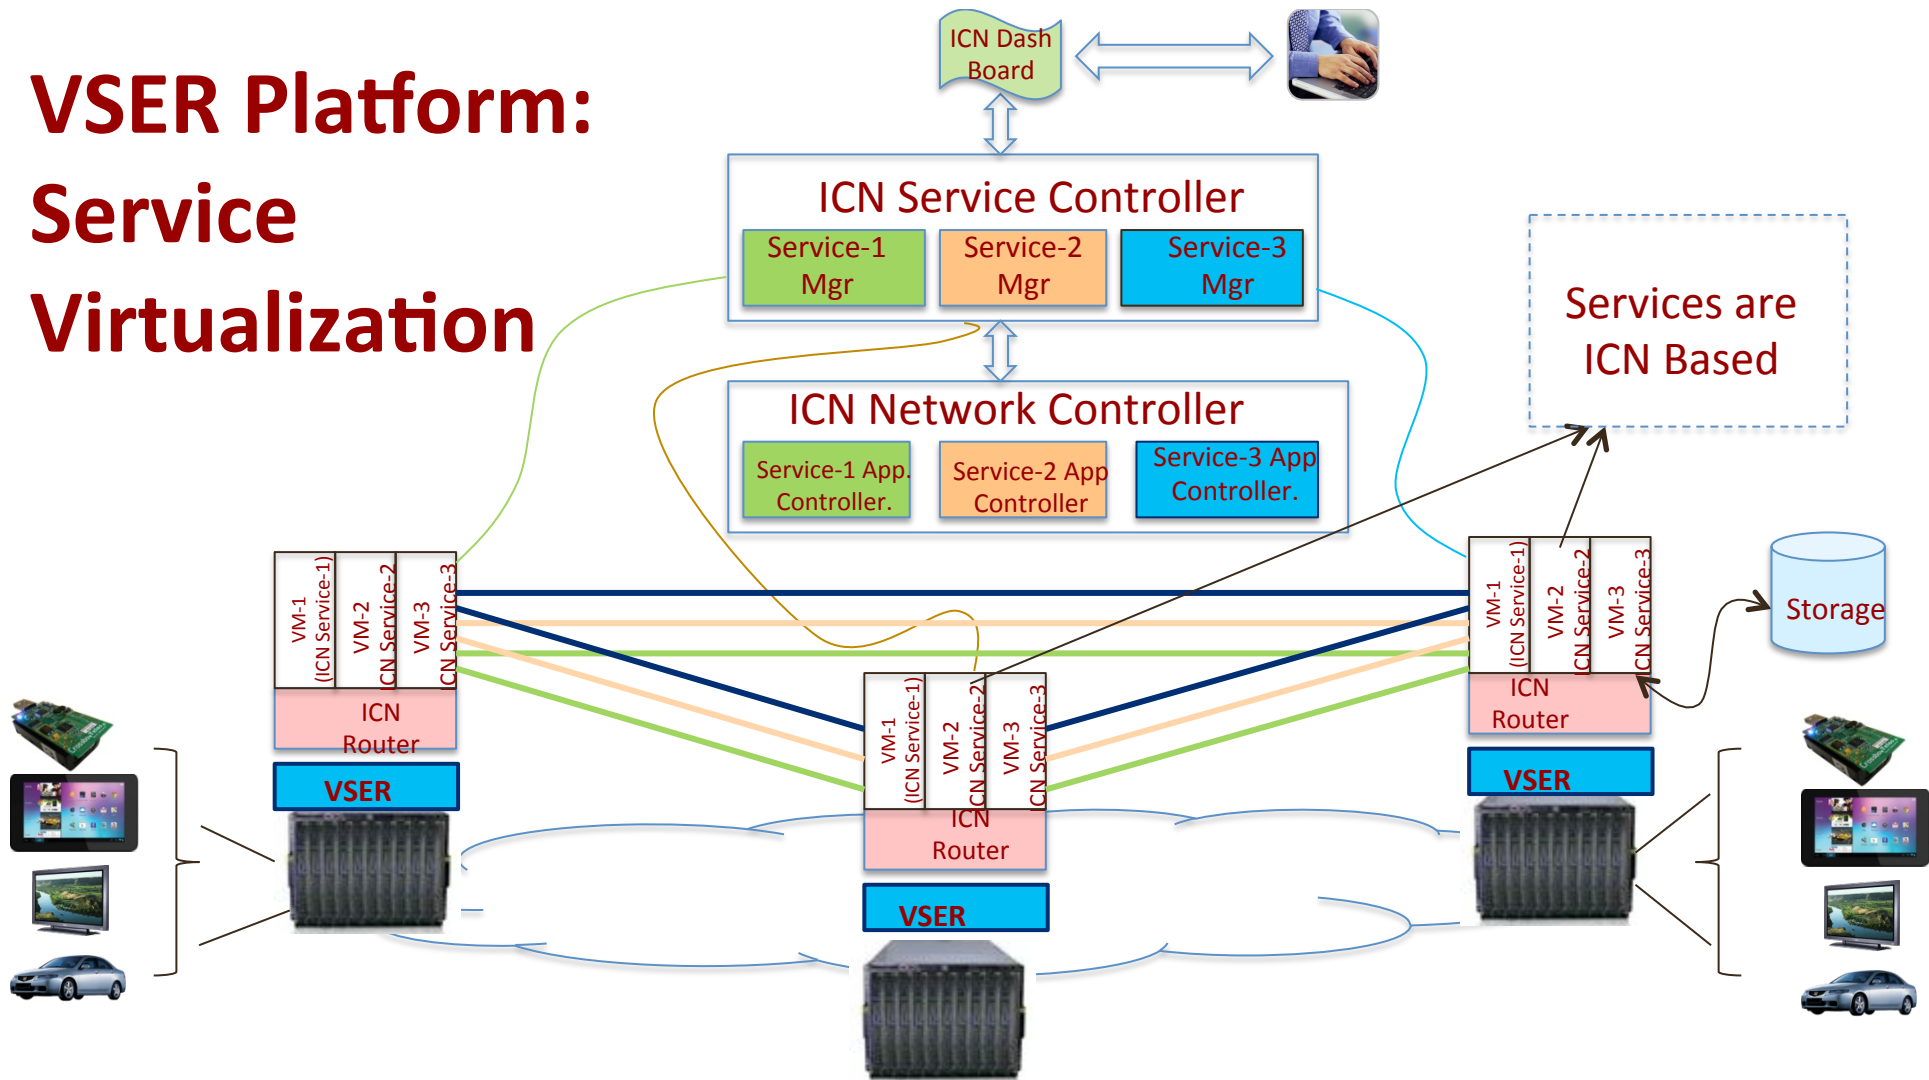 VSER Platform:
Service
Virtualization
ICN Dash
Board
ICN Service Controller
Service-1
Mgr
Service-2
Mgr
Service-3
Mgr
Services are
ICN Based
ICN Network Controller
Service-1 App.
Controller.
Service-2 App
Controller
Service-3 App
Controller.
VM-1
(ICN Service-1)
VM-2
ICN Service-2
VM-3
ICN Service-3
ICN
Router
VSER
VM-1
(ICN Service-1)
VM-2
ICN Service-2
VM-3
ICN Service-3
ICN
Router
VSER
VM-1
(ICN Service-1)
VM-2
ICN Service-2
VM-3
ICN Service-3
ICN
Router
VSER
Storage